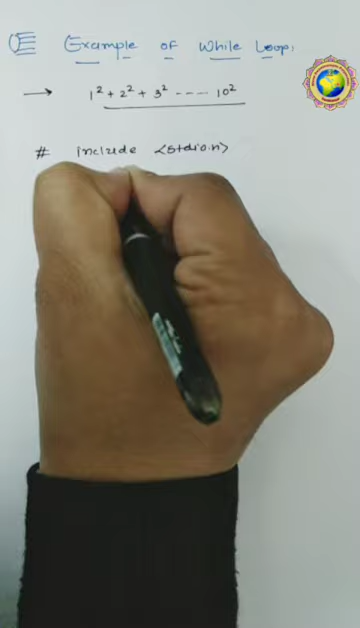 Example of While Loop:
→ 1² + 2² + 3² ---- 10²
# include <stdio.h>